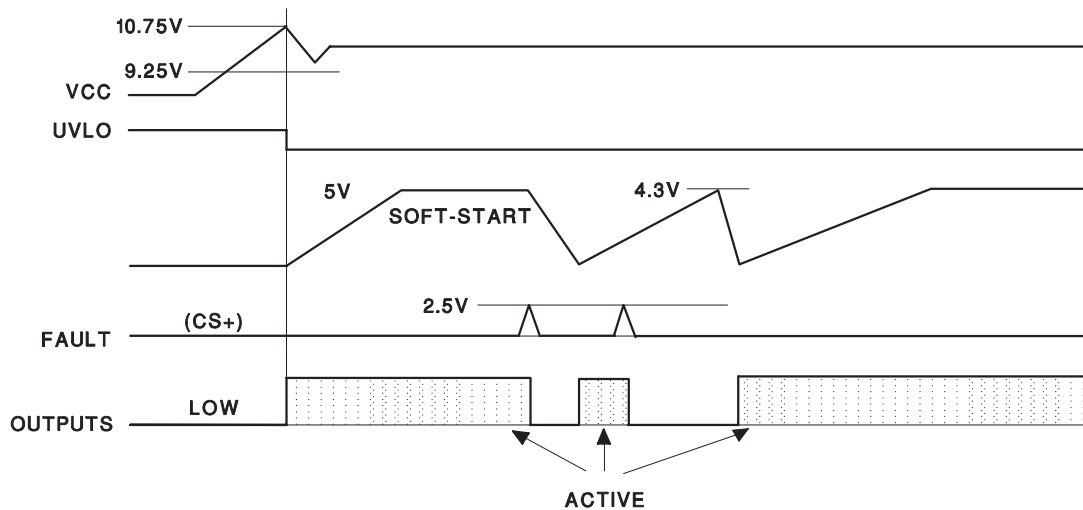 10.75V
9.25V
VCC
UVLO
5V
4.3V
SOFT-START
2.5V
(CS+)
FAULT
LOW
OUTPUTS
ACTIVE